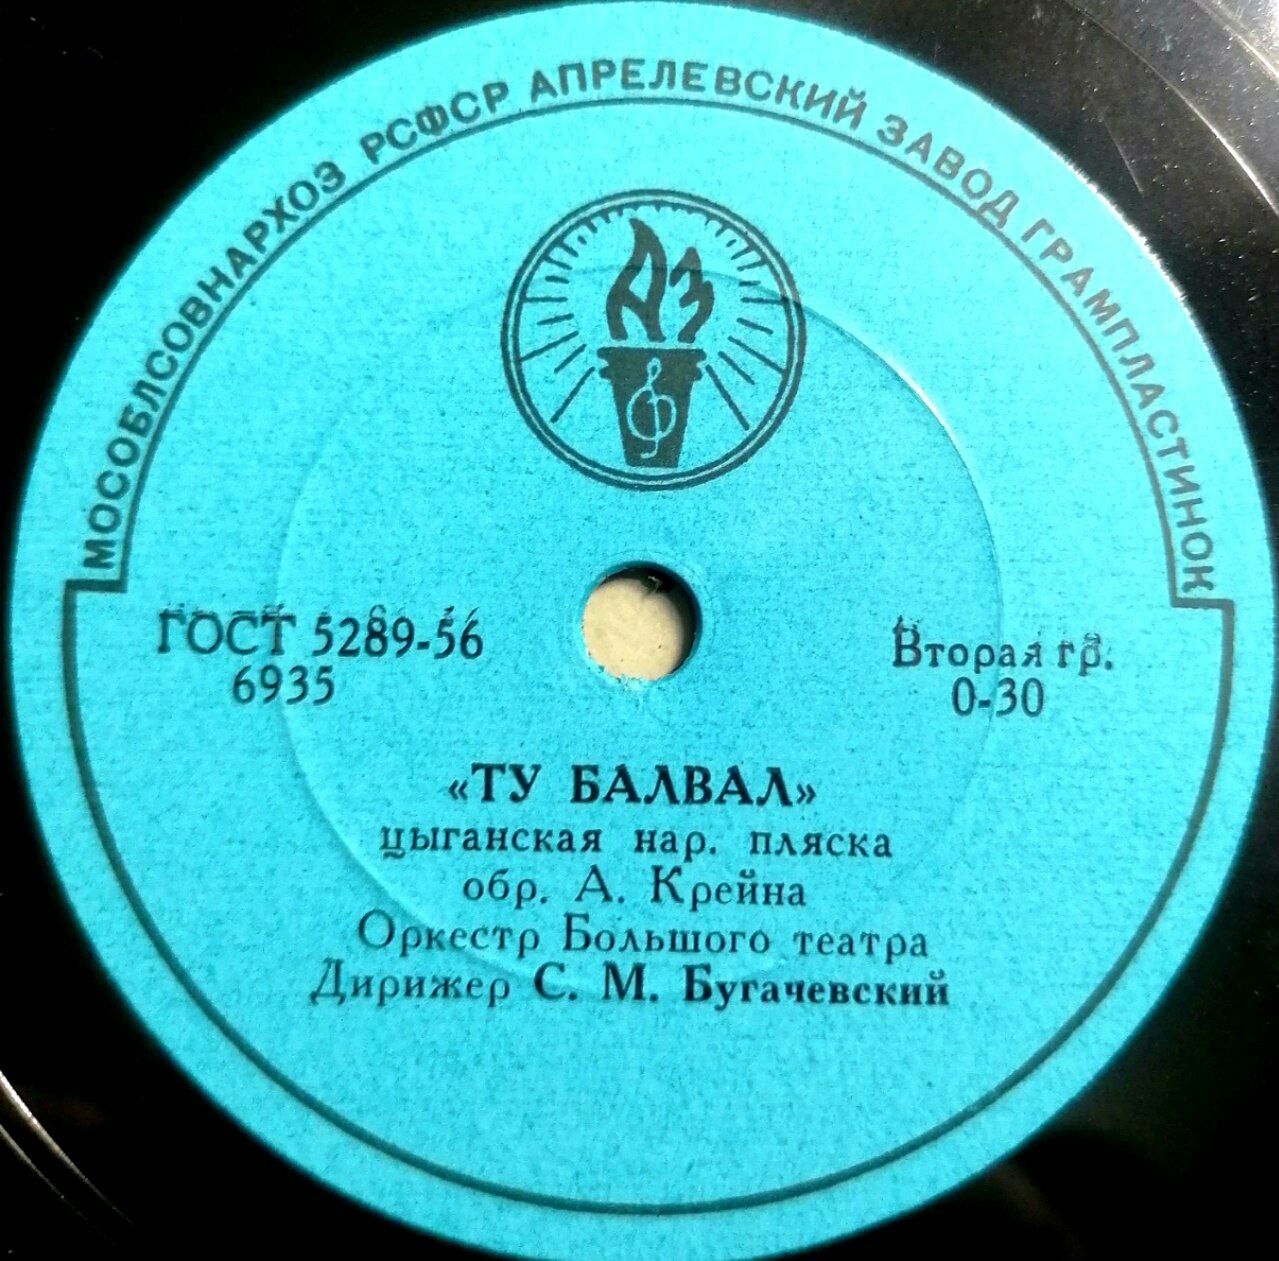 МОСОБЛСОВНАРХОЗ РСФСР АПРЕЛЕВСКИЙ ЗАВОД ГРАМПЛАСТИНОК
АЗ
ГОСТ 5289-56
6935
Вторая гр.
0-30
«ТУ БАЛВАЛ»
цыганская нар. пляска
обр. А. Крейна
Оркестр Большого театра
Дирижер С. М. Бугачевский